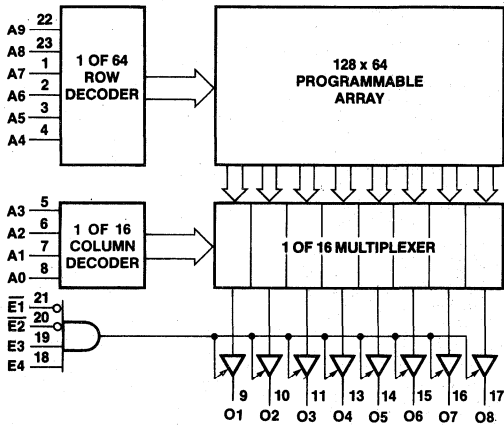 A9 22
A8 23
A7 1
A6 2
A5 3
A4 4
1 OF 64
ROW
DECODER
128 x 64
PROGRAMMABLE
ARRAY
A3 5
A2 6
A1 7
A0 8
1 OF 16
COLUMN
DECODER
1 OF 16 MULTIPLEXER
E1 21
E2 20
E3 19
E4 18
9 10 11 13 14 15 16 17
O1 O2 O3 O4 O5 O6 O7 O8